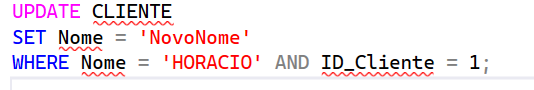 UPDATE CLIENTE
SET Nome = 'NovoNome'
WHERE Nome = 'HORACIO' AND ID_Cliente = 1;